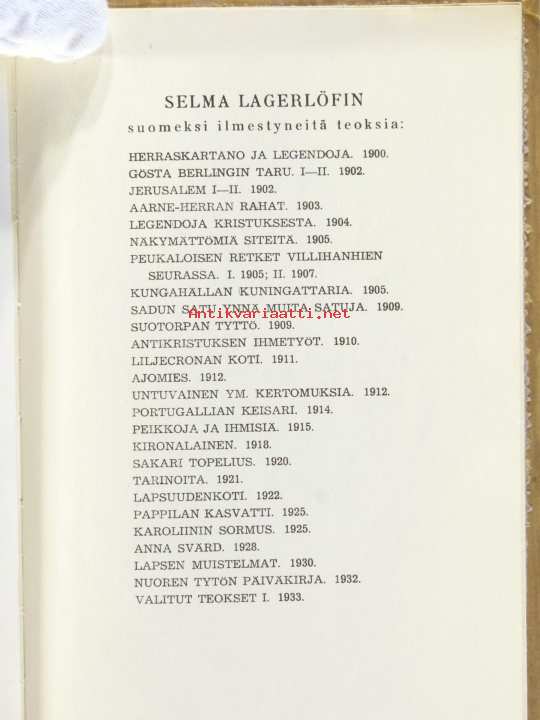 SELMA LAGERLÖFIN
suomeksi ilmestyneitä teoksia:
HERRASKARTANO JA LEGENDOJA. 1900.
GÖSTA BERLINGIN TARU. I—II. 1902.
JERUSALEM I—II. 1902.
AARNE-HERRAN RAHAT. 1903.
LEGENDOJA KRISTUKSESTA. 1904.
NÄKYMÄTTÖMIÄ SITEITÄ. 1905.
PEUKALOISEN RETKET VILLIHANHIEN
SEURASSA. I. 1905; II. 1907.
KUNGAHÄLLAN KUNINGATTARIA. 1905.
SADUN SATU YNNÄ MUITA SATUJA. 1909.
Antikvariaatti.net
SUOTORPAN TYTTÖ. 1909.
ANTIKRISTUKSEN IHMETYÖT. 1910.
LILJECRONAN KOTI. 1911.
AJOMIES. 1912.
UNTUVAINEN YM. KERTOMUKSIA. 1912.
PORTUGALLIAN KEISARI. 1914.
PEIKKOJA JA IHMISIÄ. 1915.
KIRONALAINEN. 1918.
SAKARI TOPELIUS. 1920.
TARINOITA. 1921.
LAPSUUDENKOTI. 1922.
PAPPILAN KASVATTI. 1925.
KAROLIININ SORMUS. 1925.
ANNA SVÄRD. 1928.
LAPSEN MUISTELMAT. 1930.
NUOREN TYTÖN PÄIVÄKIRJA. 1932.
VALITUT TEOKSET I. 1933.